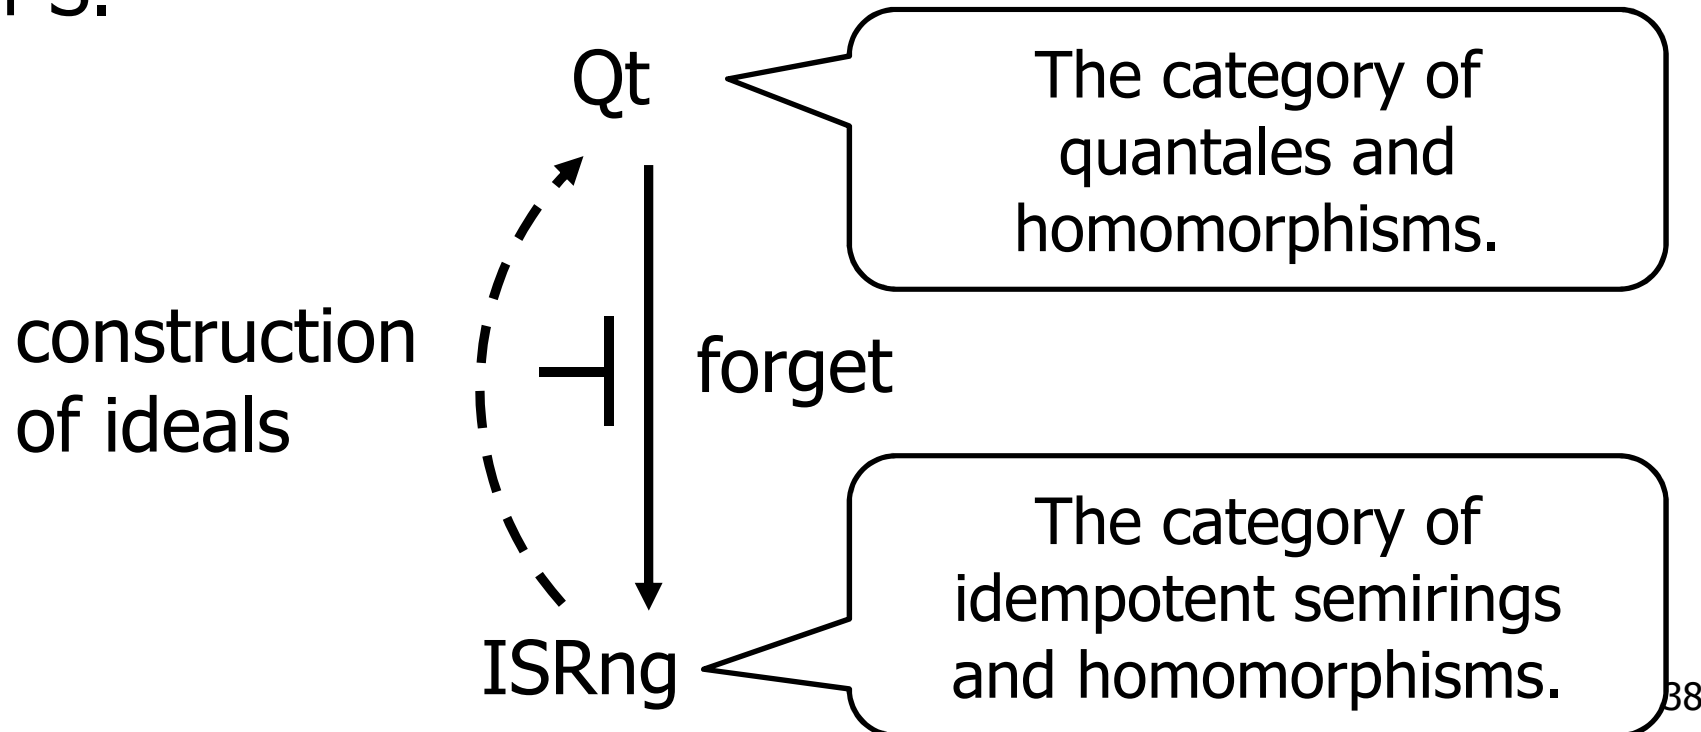 Qt
The category of
quantales and
homomorphisms.
construction
of ideals
forget
The category of
idempotent semirings
and homomorphisms.
ISRng
38